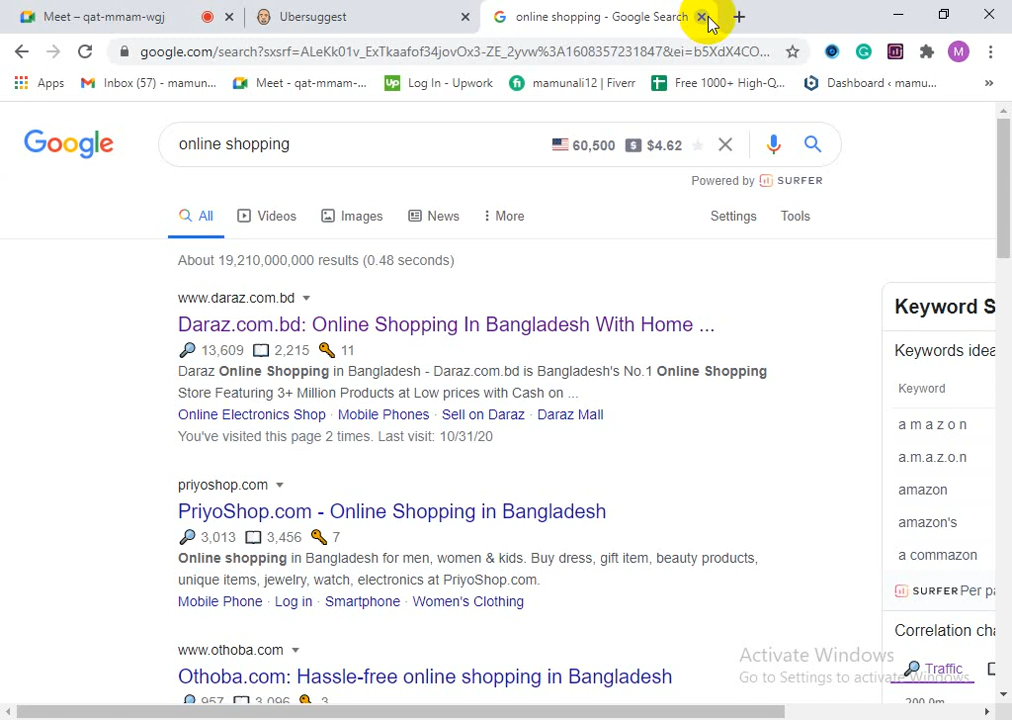 Meet – qat-mmam-wgj
Ubersuggest
online shopping - Google Search
google.com/search?sxsrf=ALeKk01v_ExTkaafof34jovOx3-ZE_2yvw%3A1608357231847&ei=b5XdX4CO...
M
Apps
Inbox (57) - mamun...
Meet - qat-mmam-...
Up Log In - Upwork
mamunali12 | Fiverr
Free 1000+ High-Q...
Dashboard ‹ mamu...
»
Google
online shopping
60,500
$ $4.62
Powered by SURFER
All
Videos
Images
News
More
Settings
Tools
About 19,210,000,000 results (0.48 seconds)
www.daraz.com.bd
Daraz.com.bd: Online Shopping In Bangladesh With Home ...
13,609 2,215 11
Daraz Online Shopping in Bangladesh - Daraz.com.bd is Bangladesh's No.1 Online Shopping
Store Featuring 3+ Million Products at Low prices with Cash on ...
Online Electronics Shop · Mobile Phones · Sell on Daraz · Daraz Mall
You've visited this page 2 times. Last visit: 10/31/20
priyoshop.com
PriyoShop.com - Online Shopping in Bangladesh
3,013 3,456 7
Online shopping in Bangladesh for men, women & kids. Buy dress, gift item, beauty products,
unique items, jewelry, watch, electronics at PriyoShop.com.
Mobile Phone · Log in · Smartphone · Women's Clothing
www.othoba.com
Othoba.com: Hassle-free online shopping in Bangladesh
957 3,096 3
Keyword S
Keywords idea
Keyword
a m a z o n
a.m.a.z.o.n
amazon
amazon's
a commazon
SURFER Per pa
Correlation cha
Traffic
200.0m
Activate Windows
Go to Settings to activate Windows.